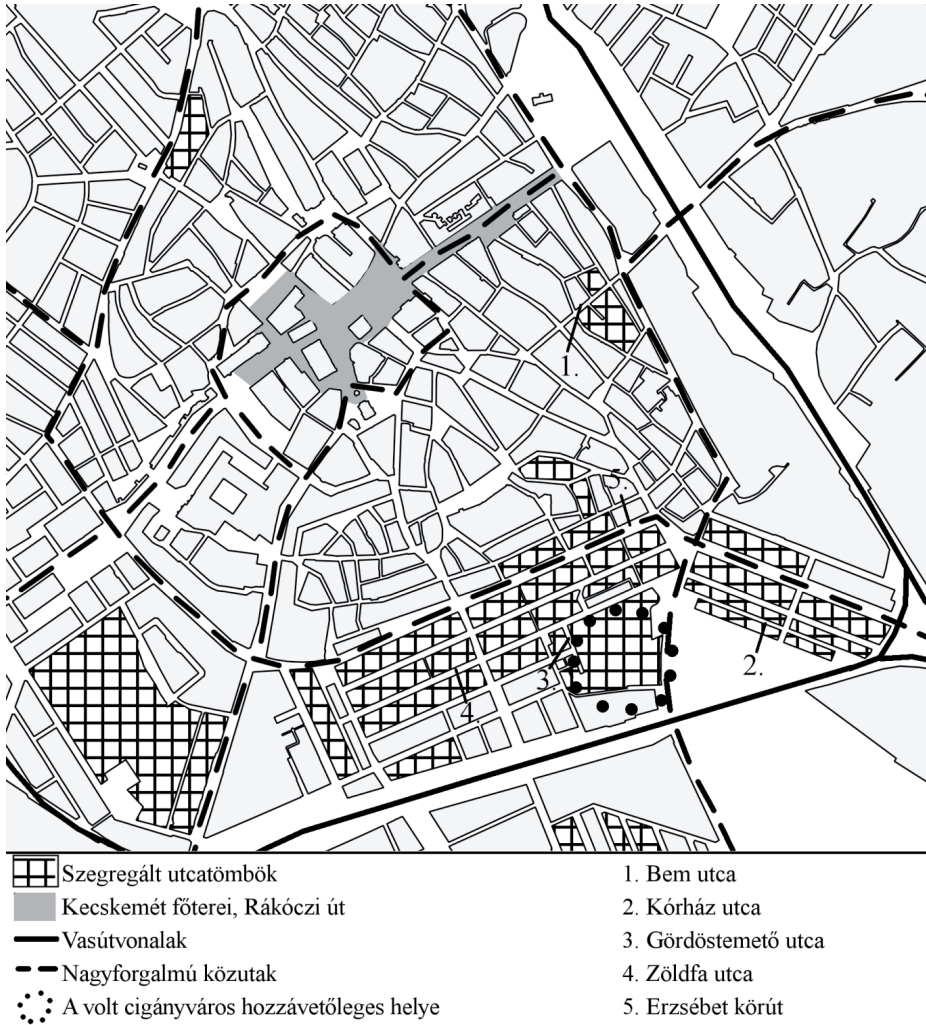 1.
2.
3.
4.
Szegregált utcatömbök
Kecskemét főterei, Rákóczi út
Vasútvonalak
Nagyforgalmú közutak
A volt cigányváros hozzávetőleges helye
1. Bem utca
2. Kórház utca
3. Gördöstemető utca
4. Zöldfa utca
5. Erzsébet körút